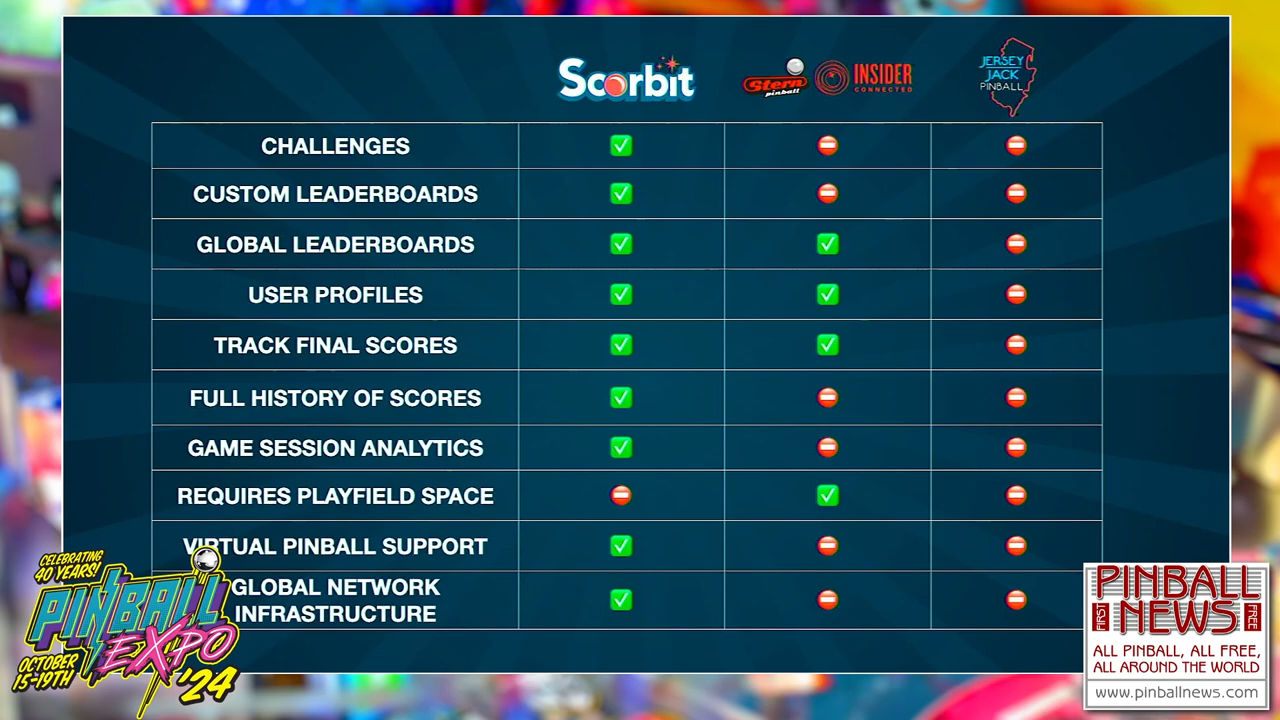 Scorbit
Stern
pinball
INSIDER
CONNECTED
JERSEY
JACK
PINBALL
CHALLENGES
CUSTOM LEADERBOARDS
GLOBAL LEADERBOARDS
USER PROFILES
TRACK FINAL SCORES
FULL HISTORY OF SCORES
GAME SESSION ANALYTICS
REQUIRES PLAYFIELD SPACE
VIRTUAL PINBALL SUPPORT
GLOBAL NETWORK
INFRASTRUCTURE
CELEBRATING
40 YEARS!
PINBALL
EXPO
OCTOBER
15-19TH
'24
PINBALL
FIRST NEWS FREE
ALL PINBALL, ALL FREE,
ALL AROUND THE WORLD
www.pinballnews.com